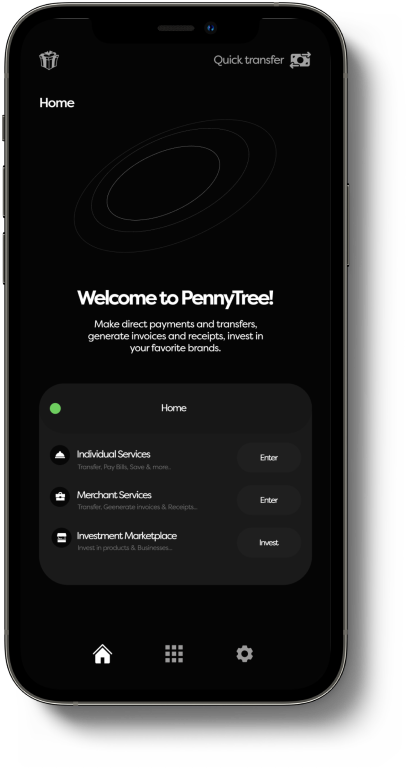 Quick transfer
Home
Welcome to PennyTree!
Make direct payments and transfers,
generate invoices and receipts, invest in
your favorite brands.
Home
Individual Services
Transfer, Pay Bills, Save & more..
Enter
Merchant Services
Transfer, Geenerate invoices & Receipts..
Enter
Investment Marketplace
Invest in products & Businesses...
Invest